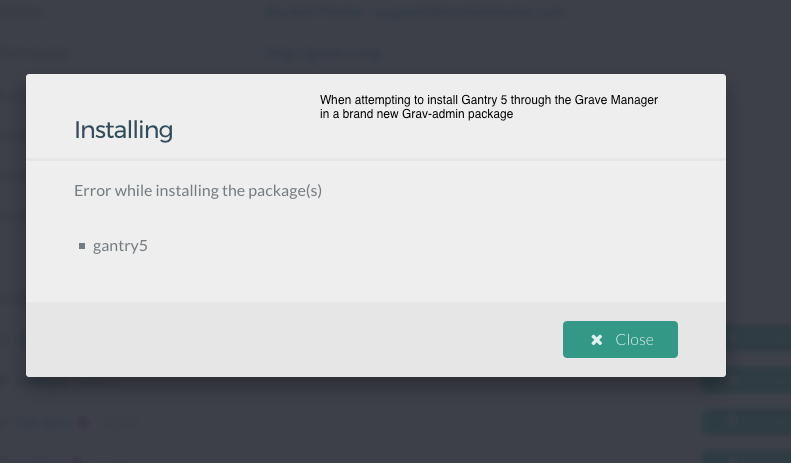 When attempting to install Gantry 5 through the Grave Manager
in a brand new Grav-admin package
Installing
Error while installing the package(s)
gantry5
Close